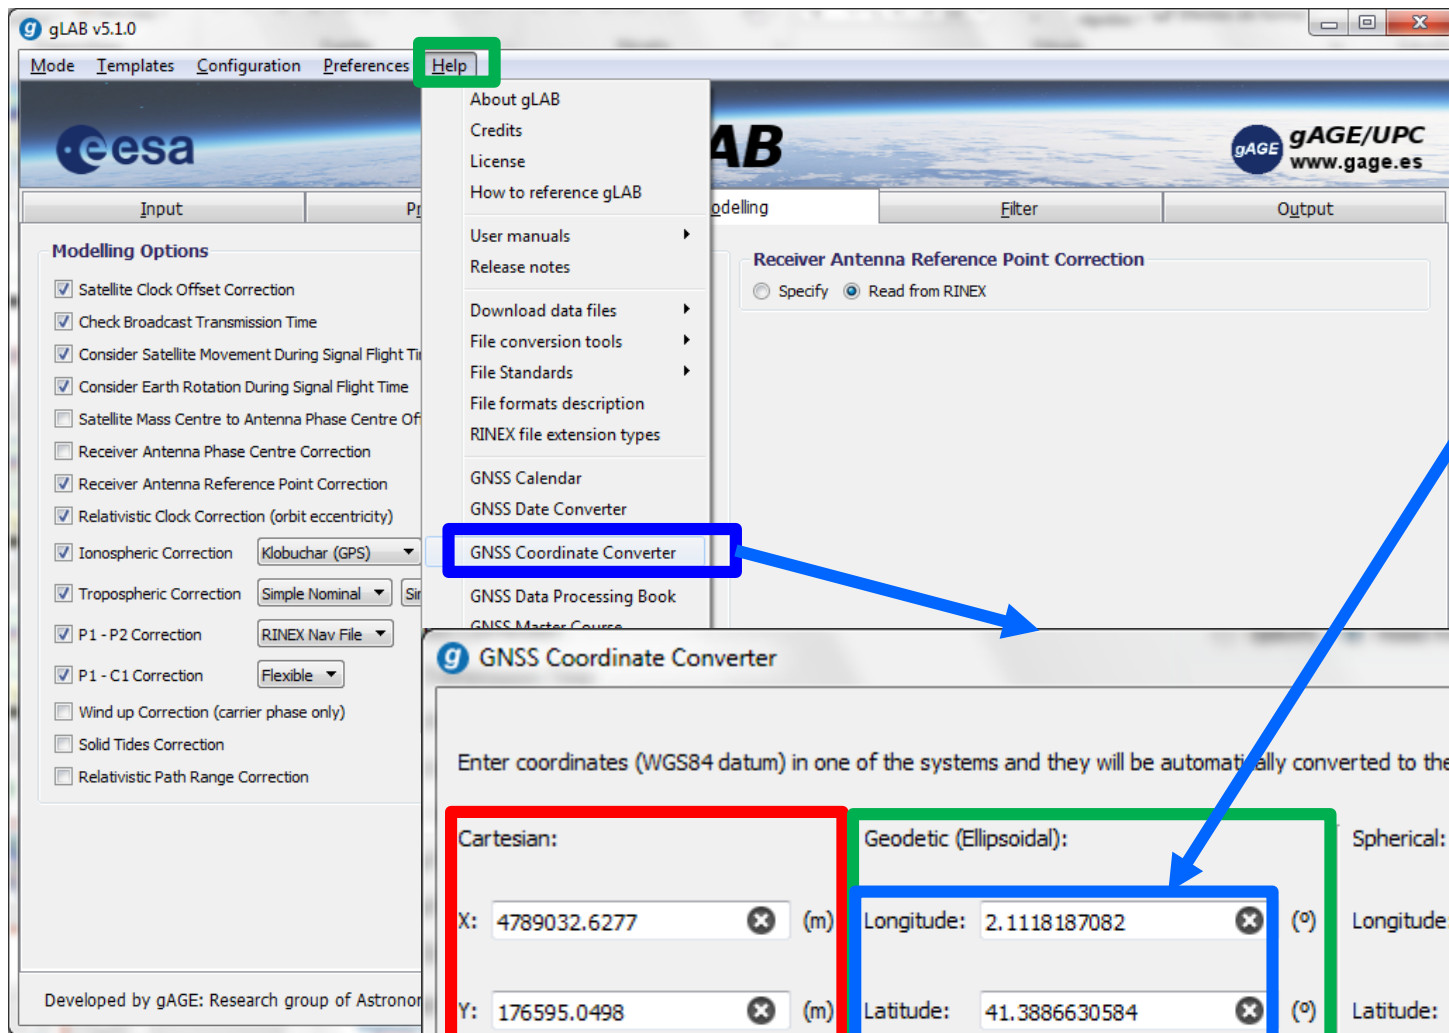 gLAB v5.1.0
Mode Templates Configuration Preferences Help
esa
AB
gAGE gAGE/UPC
www.gage.es
Input
odelling
Filter
Output
Modelling Options
Satellite Clock Offset Correction
Check Broadcast Transmission Time
Consider Satellite Movement During Signal Flight Ti
Consider Earth Rotation During Signal Flight Time
Satellite Mass Centre to Antenna Phase Centre Of
Receiver Antenna Phase Centre Correction
Receiver Antenna Reference Point Correction
Relativistic Clock Correction (orbit eccentricity)
Ionospheric Correction Klobuchar (GPS)
Tropospheric Correction Simple Nominal Sir
P1 - P2 Correction RINEX Nav File
P1 - C1 Correction Flexible
Wind up Correction (carrier phase only)
Solid Tides Correction
Relativistic Path Range Correction
About gLAB
Credits
License
How to reference gLAB
User manuals
Release notes
Download data files
File conversion tools
File Standards
File formats description
RINEX file extension types
GNSS Calendar
GNSS Date Converter
GNSS Coordinate Converter
GNSS Data Processing Book
GNSS Master Course
Receiver Antenna Reference Point Correction
Specify Read from RINEX
GNSS Coordinate Converter
Enter coordinates (WGS84 datum) in one of the systems and they will be automatically converted to the
Cartesian:
X: 4789032.6277 (m)
Y: 176595.0498 (m)
Geodetic (Ellipsoidal):
Longitude: 2.1118187082 (º)
Latitude: 41.3886630584 (º)
Spherical:
Longitude:
Latitude:
Developed by gAGE: Research group of Astronor